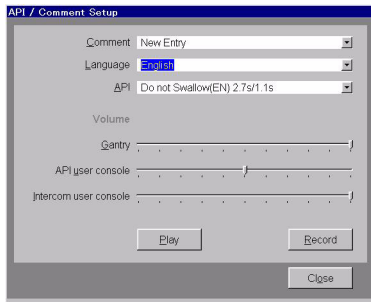 API / Comment Setup
Comment New Entry
Language English
API Do not Swallow(EN) 2.7s/1.1s
Volume
Gantry
API user console
Intercom user console
Play Record
Close